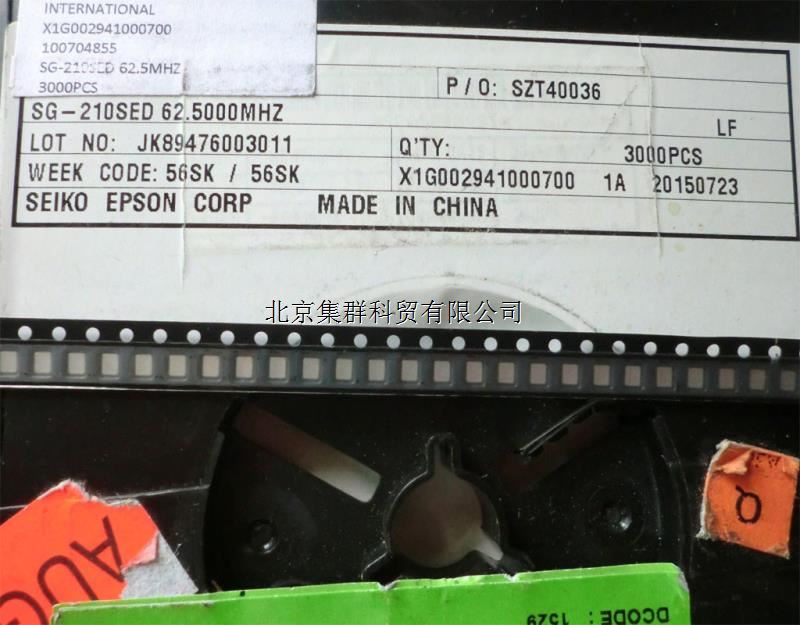 INTERNATIONAL
X1G002941000700
100704855
SG-210SED 62.5MHZ
3000PCS
P/O: SZT40036
SG-210SED 62.5000MHZ
LF
LOT NO: JK89476003011
Q'TY: 3000PCS
WEEK CODE: 56SK / 56SK
X1G002941000700 1A 20150723
SEIKO EPSON CORP MADE IN CHINA
北京集群科贸有限公司
Q
AUG
DCODE: 1529